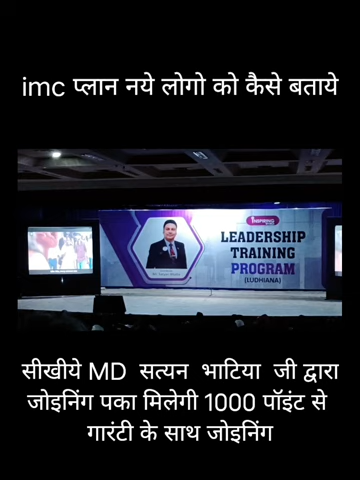 imc प्लान नये लोगो को कैसे बताये
LEADERSHIP
TRAINING
PROGRAM
(LUDHIANA)
सीखीये MD सत्यन भाटिया जी द्वारा
जोइनिंग पका मिलेगी 1000 पॉइंट से
गारंटी के साथ जोइनिंग